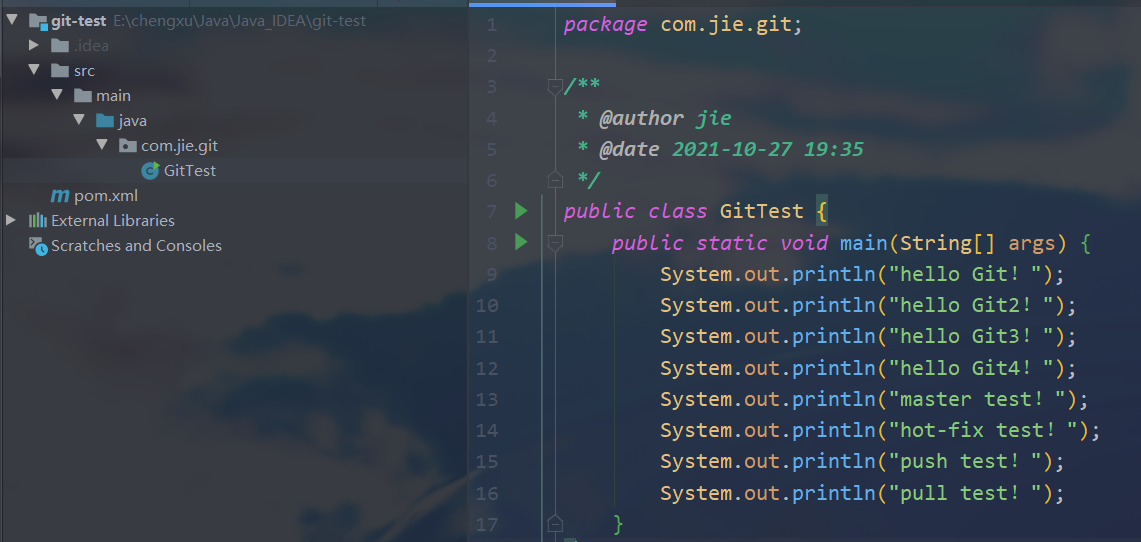 git-test E:\chengxu\Java\Java_IDEA\git-test
.idea
src
main
java
com.jie.git
GitTest
pom.xml
External Libraries
Scratches and Consoles
1 package com.jie.git;
2
3 /**
4 * @author jie
5 * @date 2021-10-27 19:35
6 */
7 public class GitTest {
8 public static void main(String[] args) {
9 System.out.println("hello Git！");
10 System.out.println("hello Git2！");
11 System.out.println("hello Git3！");
12 System.out.println("hello Git4！");
13 System.out.println("master test！");
14 System.out.println("hot-fix test！");
15 System.out.println("push test！");
16 System.out.println("pull test！");
17 }